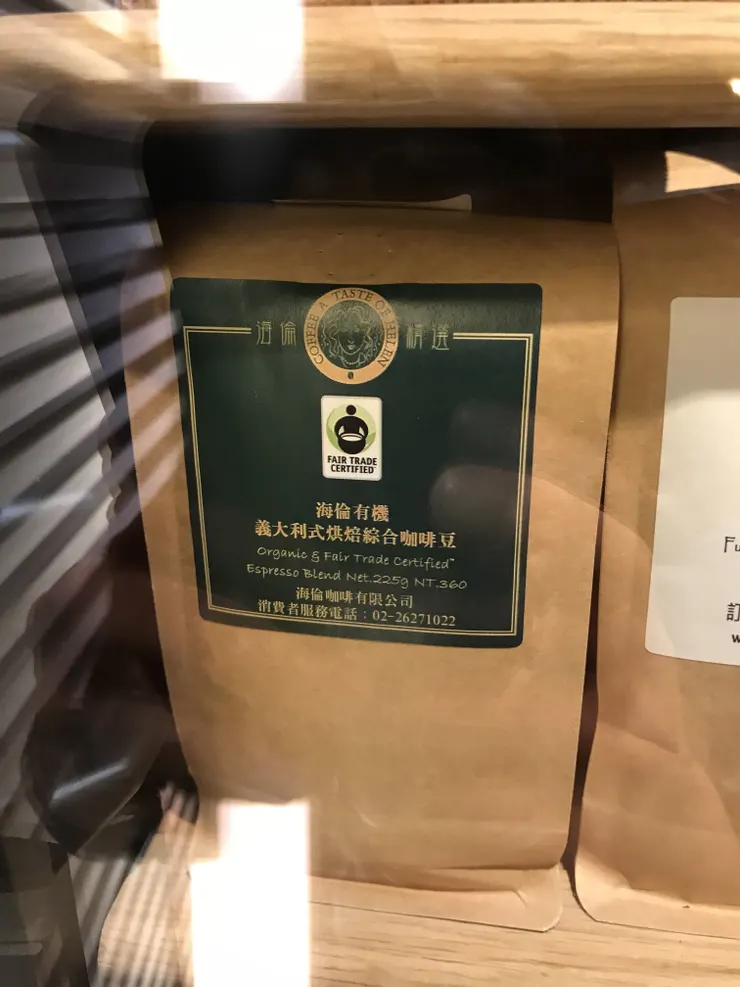 COFFEE A TASTE OF HELEN
海倫 精選
FAIR TRADE
CERTIFIED
海倫有機
義大利式烘焙綜合咖啡豆
Organic & Fair Trade Certified™
Espresso Blend Net.225g NT.360
海倫咖啡有限公司
消費者服務電話：02-26271022
訂